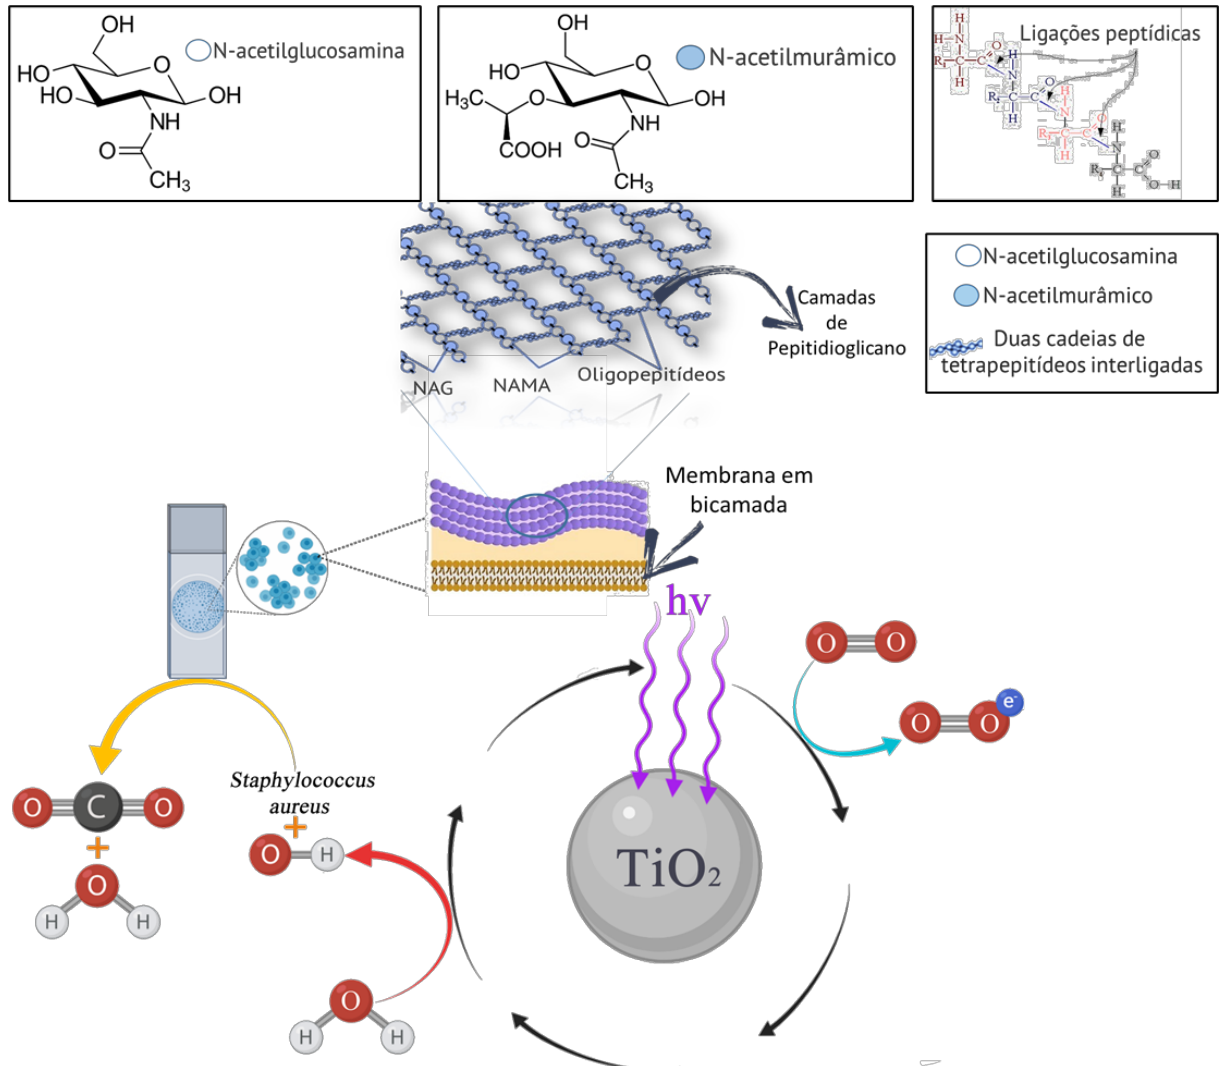 OH
HO
O
HO
OH
NH
O
CH₃
N-acetilglucosamina
OH
HO
O
H₃C
O
OH
NH
COOH
O
CH₃
N-acetilmurâmico
Ligações peptídicas
H
H
N
O
R₁
C
C
H
H
N
O
C
C
H
H
N
O
C
C
H
H
N
O
C
C
H
O
H
N-acetilglucosamina
N-acetilmurâmico
Duas cadeias de
tetrapepitídeos interligadas
Camadas
de
Pepitidioglicano
NAG
NAMA
Oligopepitídeos
Membrana em
bicamada
hv
O
O
O
O
e⁻
Staphylococcus
aureus
+
O
H
O
C
O
+
O
H
H
TiO₂
O
H
H